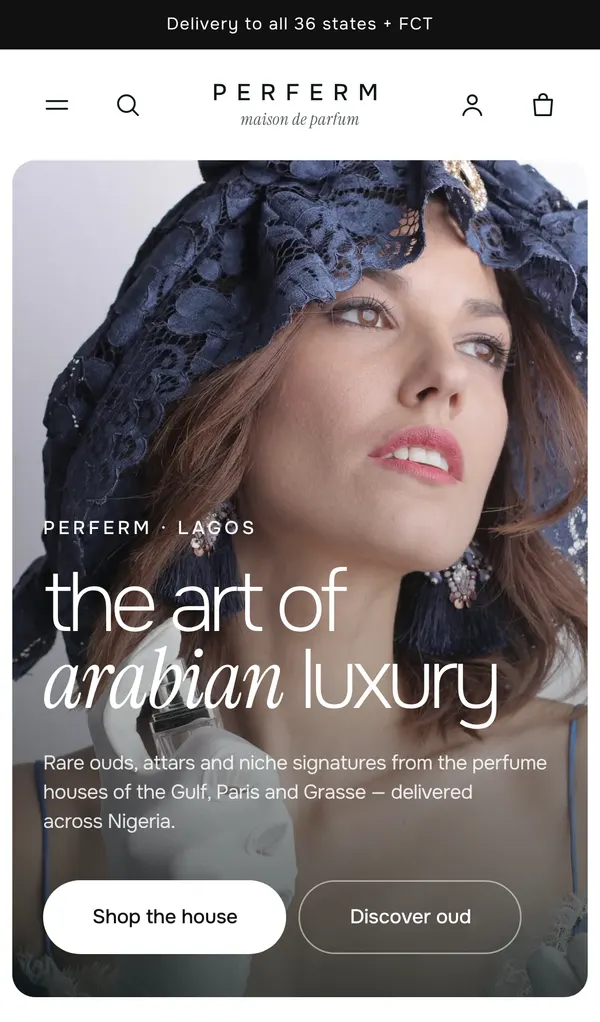 Delivery to all 36 states + FCT
PERFERM
maison de parfum
PERFERM · LAGOS
the art of
arabian luxury
Rare ouds, attars and niche signatures from the perfume
houses of the Gulf, Paris and Grasse — delivered
across Nigeria.
Shop the house
Discover oud